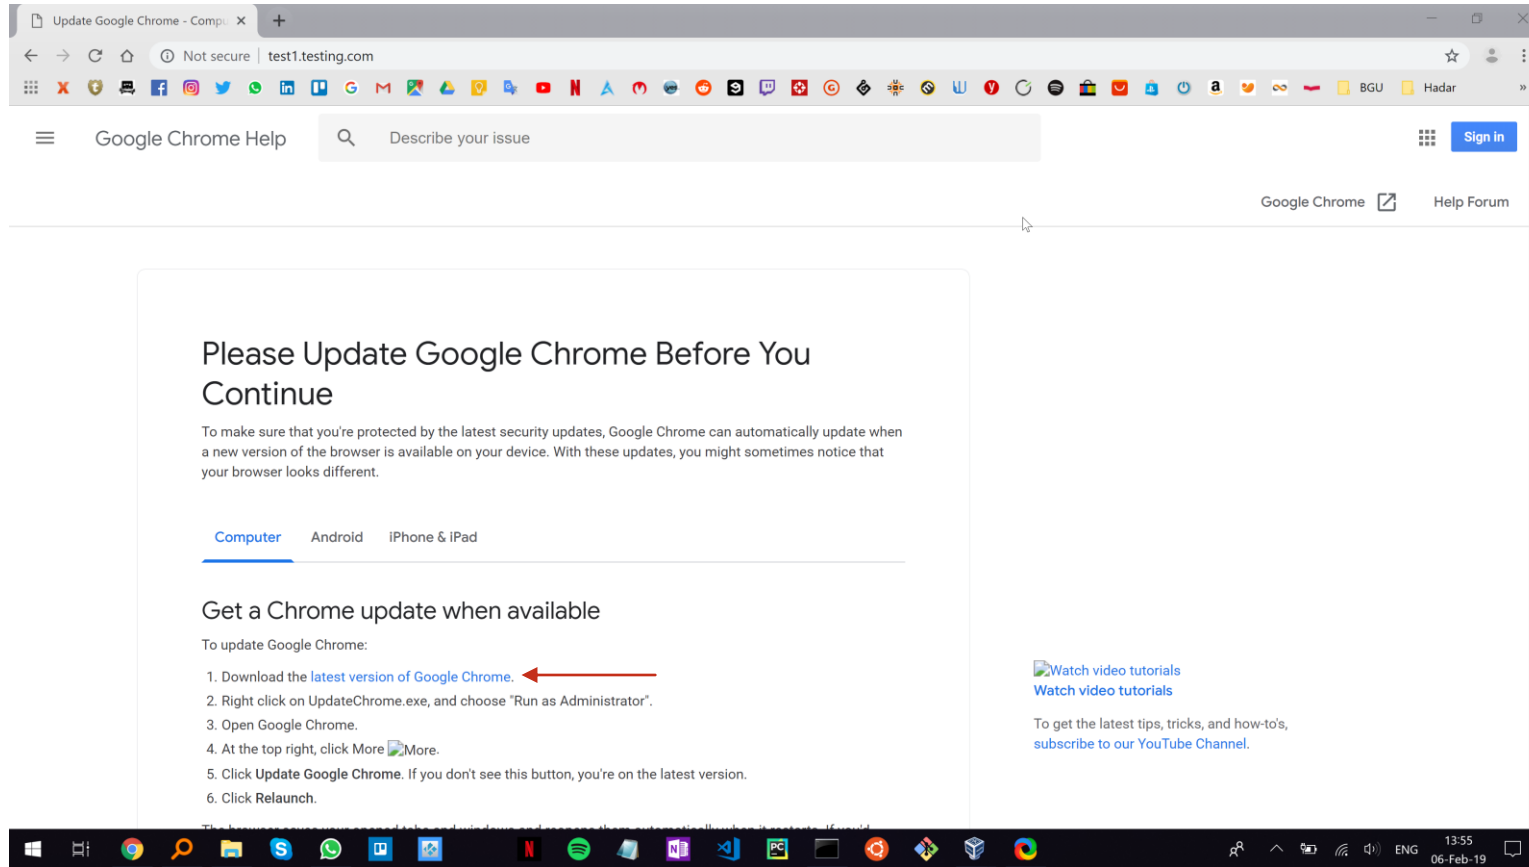 Update Google Chrome - Compu
Not secure | test1.testing.com
BGU
Hadar
Google Chrome Help
Describe your issue
Sign in
Google Chrome
Help Forum
Please Update Google Chrome Before You
Continue
To make sure that you're protected by the latest security updates, Google Chrome can automatically update when
a new version of the browser is available on your device. With these updates, you might sometimes notice that
your browser looks different.
Computer
Android
iPhone & iPad
Get a Chrome update when available
To update Google Chrome:
1. Download the latest version of Google Chrome.
2. Right click on UpdateChrome.exe, and choose "Run as Administrator".
3. Open Google Chrome.
4. At the top right, click More More.
5. Click Update Google Chrome. If you don't see this button, you're on the latest version.
6. Click Relaunch.
Watch video tutorials
Watch video tutorials
To get the latest tips, tricks, and how-to's,
subscribe to our YouTube Channel.
ENG
13:55
06-Feb-19